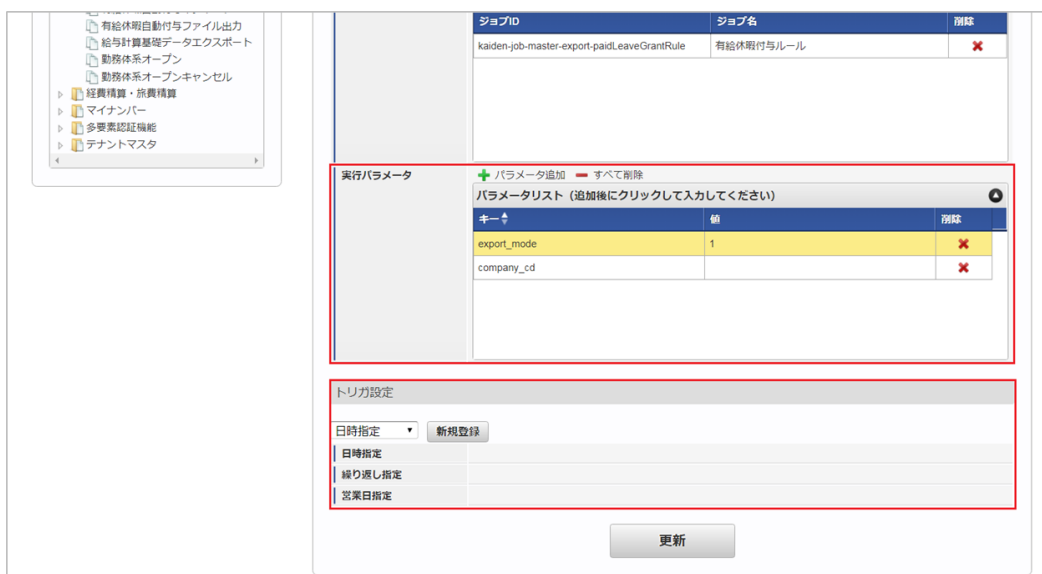 有給休暇自動付与ファイル出力
給与計算基礎データエクスポート
勤務体系オープン
勤務体系オープンキャンセル
経費精算・旅費精算
マイナンバー
多要素認証機能
テナントマスタ
ジョブID ジョブ名 削除
kaiden-job-master-export-paidLeaveGrantRule 有給休暇付与ルール
実行パラメータ
パラメータ追加 すべて削除
パラメータリスト（追加後にクリックして入力してください）
キー 値 削除
export_mode 1
company_cd
トリガ設定
日時指定 新規登録
日時指定
繰り返し指定
営業日指定
更新